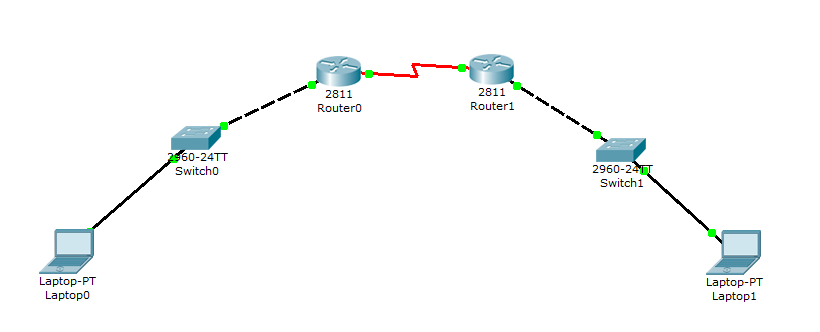 2811
Router0
2811
Router1
2960-24TT
Switch0
2960-24TT
Switch1
Laptop-PT
Laptop0
Laptop-PT
Laptop1